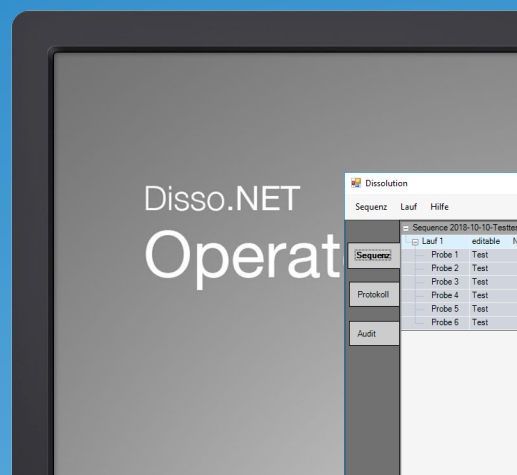 Disso.NET
Operat
Dissolution
Sequenz Lauf Hilfe
Sequence 2018-10-10-Testtes
Lauf 1 editable N
Sequenz
Probe 1 Test
Probe 2 Test
Probe 3 Test
Protokoll
Probe 4 Test
Probe 5 Test
Probe 6 Test
Audit